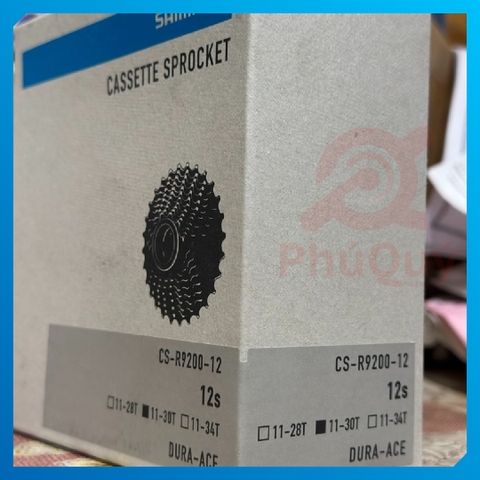 CASSETTE SPROCKET
CS-R9200-12
12s
□ 11-28T ■ 11-30T □ 11-34T
DURA-ACE
CS-R9200-12
12s
□ 11-28T ■ 11-30T □ 11-34T
DURA-ACE